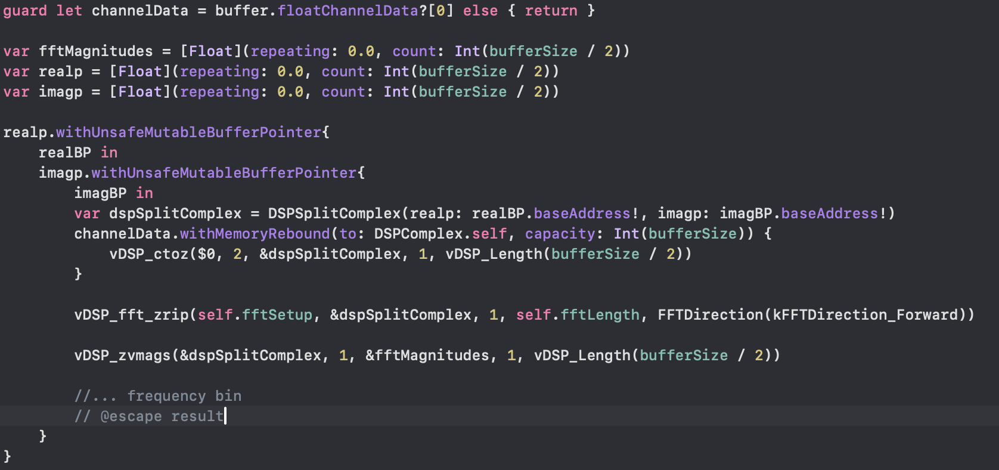 guard let channelData = buffer.floatChannelData?[0] else { return }
var fftMagnitudes = [Float](repeating: 0.0, count: Int(bufferSize / 2))
var realp = [Float](repeating: 0.0, count: Int(bufferSize / 2))
var imagp = [Float](repeating: 0.0, count: Int(bufferSize / 2))
realp.withUnsafeMutableBufferPointer{
realBP in
imagp.withUnsafeMutableBufferPointer{
imagBP in
var dspSplitComplex = DSPSplitComplex(realp: realBP.baseAddress!, imagp: imagBP.baseAddress!)
channelData.withMemoryRebound(to: DSPComplex.self, capacity: Int(bufferSize)) {
vDSP_ctoz($0, 2, &dspSplitComplex, 1, vDSP_Length(bufferSize / 2))
}
vDSP_fft_zrip(self.fftSetup, &dspSplitComplex, 1, self.fftLength, FFTDirection(kFFTDirection_Forward))
vDSP_zvmags(&dspSplitComplex, 1, &fftMagnitudes, 1, vDSP_Length(bufferSize / 2))
//... frequency bin
// @escape result
}
}